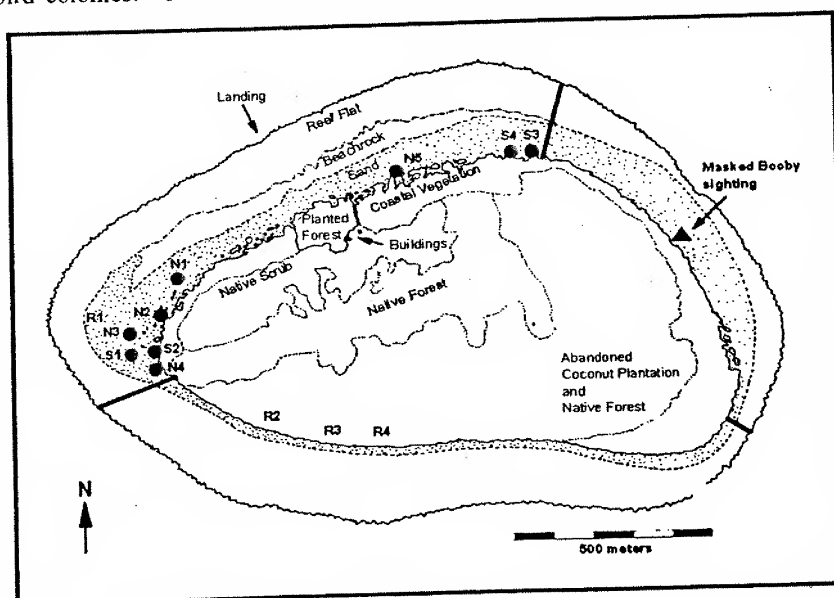 colonies.
Landing
Reef Flat
Beachrock
Sand
N5
S4 S3
Coastal Vegetation
Masked Booby
sighting
Planted
Forest
Buildings
N1
Native Scrub
N2
Native Forest
R1
N3
S1
S2
N4
Abandoned
Coconut Plantation
and
Native Forest
R2
R3
R4
N
500 meters